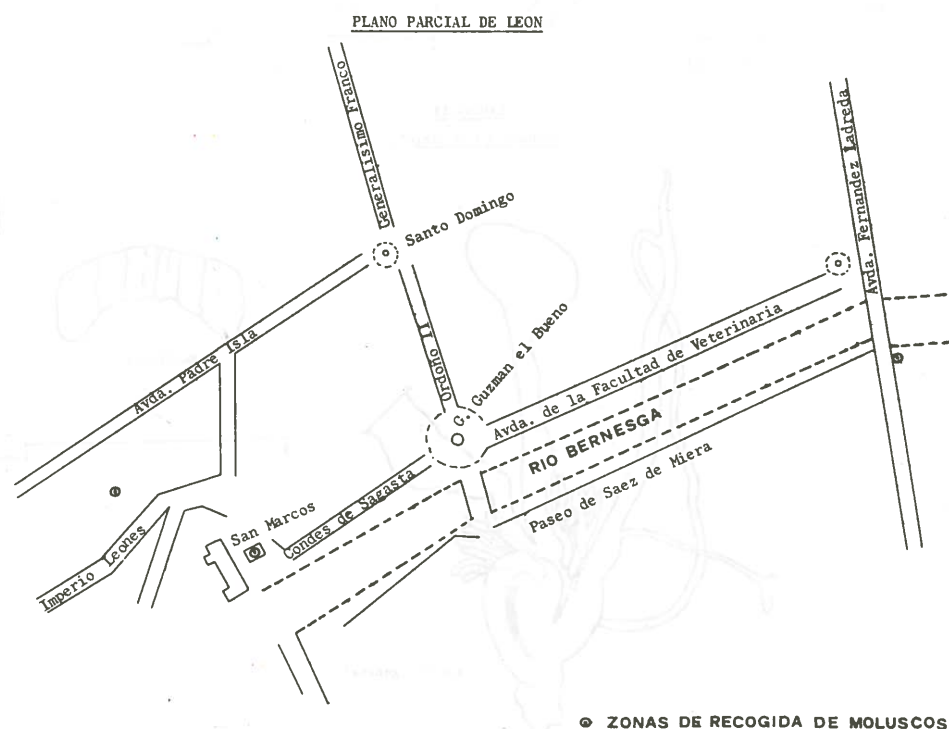 PLANO PARCIAL DE LEON
Generalisimo Franco
Avda. Fernandez Ladreda
Santo Domingo
Ordoño II
G. Guzman el Bueno
Avda. Padre Isla
Avda. de la Facultad de Veterinaria
RIO BERNESGA
Paseo de Saez de Miera
Condes de Sagasta
San Marcos
Imperio Leones
ZONAS DE RECOGIDA DE MOLUSCOS